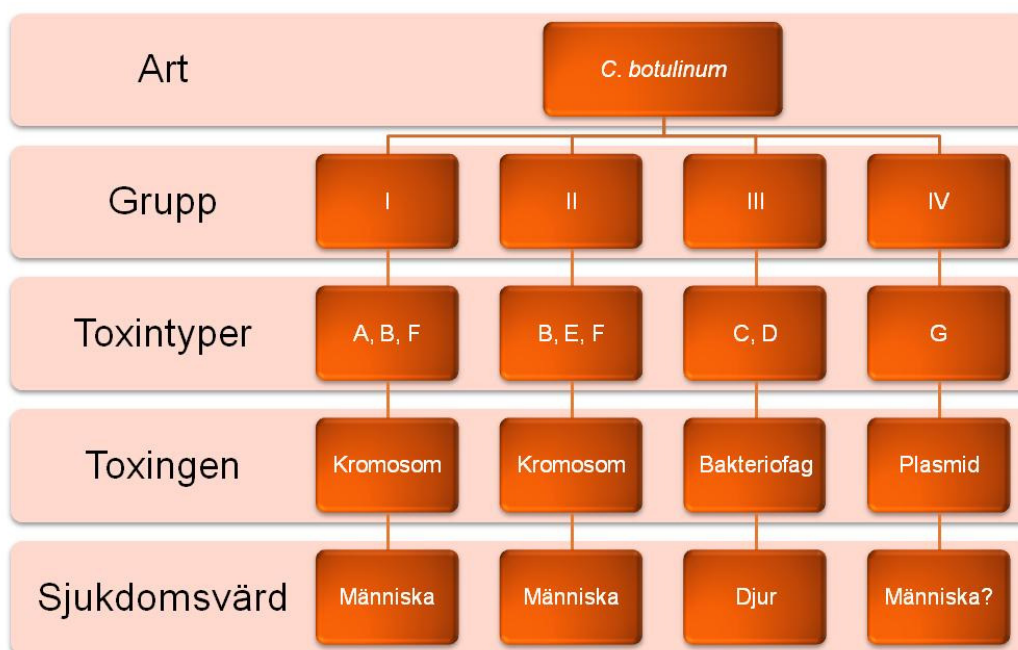 Art
C. botulinum
Grupp
I
II
III
IV
Toxintyper
A, B, F
B, E, F
C, D
G
Toxingen
Kromosom
Kromosom
Bakteriofag
Plasmid
Sjukdomsvärd
Människa
Människa
Djur
Människa?